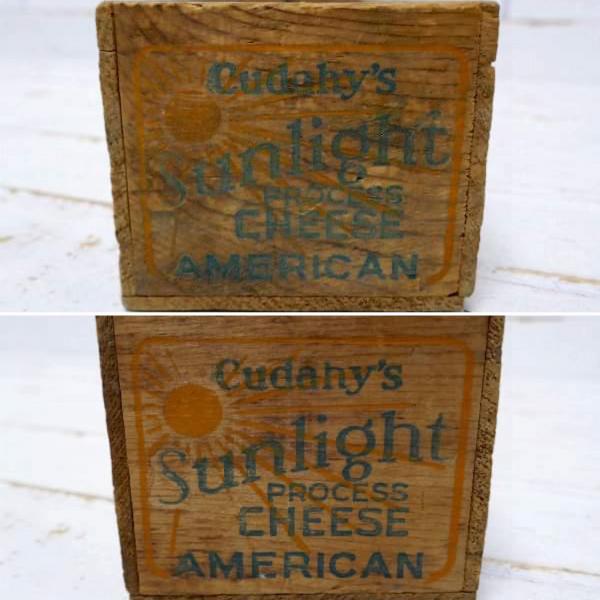 Cudahy's
Sunlight
PROCESS
CHEESE
AMERICAN
Cudahy's
Sunlight
PROCESS
CHEESE
AMERICAN